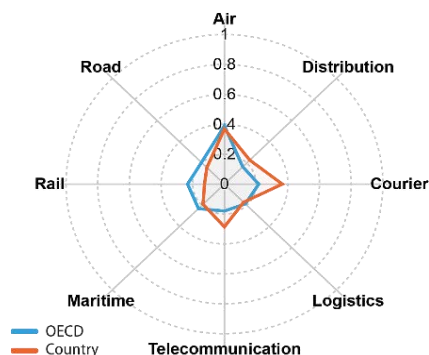 Air
1
Road
Distribution
0.8
0.6
0.4
0.2
Rail
0
Courier
Maritime
Logistics
OECD
Country
Telecommunication